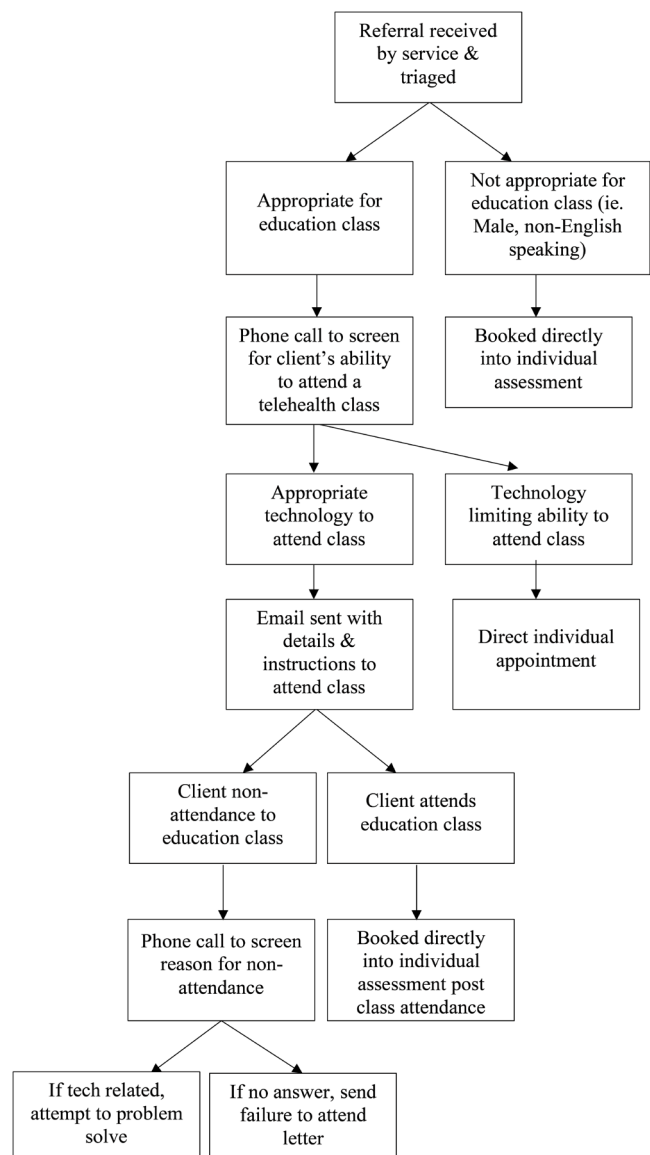 Referral received
by service &
triaged
Appropriate for
education class
Not appropriate for
education class (ie.
Male, non-English
speaking)
Phone call to screen
for client's ability
to attend a
telehealth class
Booked directly
into individual
assessment
Appropriate
technology to
attend class
Technology
limiting ability to
attend class
Email sent with
details &
instructions to
attend class
Direct individual
appointment
Client non-
attendance to
education class
Client attends
education class
Phone call to screen
reason for non-
attendance
Booked directly
into individual
assessment post
class attendance
If tech related,
attempt to problem
solve
If no answer, send
failure to attend
letter